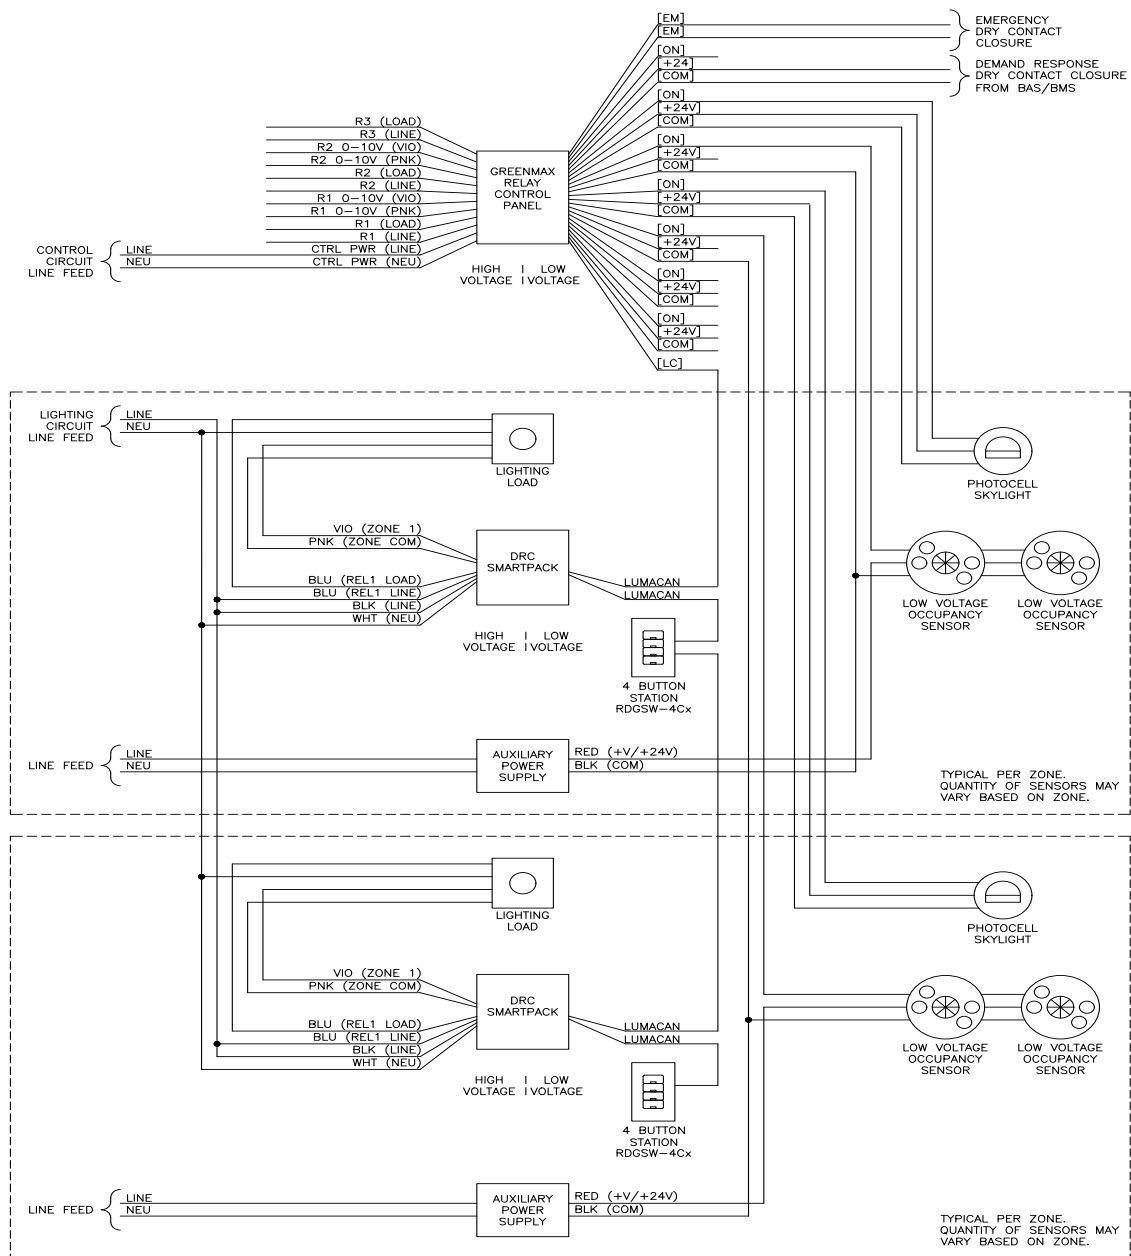 [EM]
[EM]
EMERGENCY
DRY CONTACT
CLOSURE
[ON]
[+24]
[COM]
DEMAND RESPONSE
DRY CONTACT CLOSURE
FROM BAS/BMS
[ON]
[+24V]
[COM]
[ON]
[+24V]
[COM]
[ON]
[+24V]
[COM]
[ON]
[+24V]
[COM]
[ON]
[+24V]
[COM]
[ON]
[+24V]
[COM]
[LC]
R3 (LOAD)
R3 (LINE)
R2 0-10V (VIO)
R2 0-10V (PNK)
R2 (LOAD)
R2 (LINE)
R1 0-10V (VIO)
R1 0-10V (PNK)
R1 (LOAD)
R1 (LINE)
CTRL PWR (LINE)
CTRL PWR (NEU)
CONTROL
CIRCUIT
LINE FEED
LINE
NEU
GREENMAX
RELAY
CONTROL
PANEL
HIGH | LOW
VOLTAGE | VOLTAGE
LIGHTING
CIRCUIT
LINE FEED
LINE
NEU
LIGHTING
LOAD
PHOTOCELL
SKYLIGHT
VIO (ZONE 1)
PNK (ZONE COM)
BLU (REL1 LOAD)
BLU (REL1 LINE)
BLK (LINE)
WHT (NEU)
DRC
SMARTPACK
LUMACAN
LUMACAN
HIGH | LOW
VOLTAGE | VOLTAGE
LOW VOLTAGE
OCCUPANCY
SENSOR
LOW VOLTAGE
OCCUPANCY
SENSOR
4 BUTTON
STATION
RDGSW-4Cx
LINE FEED
LINE
NEU
AUXILIARY
POWER
SUPPLY
RED (+V/+24V)
BLK (COM)
TYPICAL PER ZONE.
QUANTITY OF SENSORS MAY
VARY BASED ON ZONE.
LIGHTING
LOAD
PHOTOCELL
SKYLIGHT
VIO (ZONE 1)
PNK (ZONE COM)
BLU (REL1 LOAD)
BLU (REL1 LINE)
BLK (LINE)
WHT (NEU)
DRC
SMARTPACK
LUMACAN
LUMACAN
HIGH | LOW
VOLTAGE | VOLTAGE
LOW VOLTAGE
OCCUPANCY
SENSOR
LOW VOLTAGE
OCCUPANCY
SENSOR
4 BUTTON
STATION
RDGSW-4Cx
LINE FEED
LINE
NEU
AUXILIARY
POWER
SUPPLY
RED (+V/+24V)
BLK (COM)
TYPICAL PER ZONE.
QUANTITY OF SENSORS MAY
VARY BASED ON ZONE.